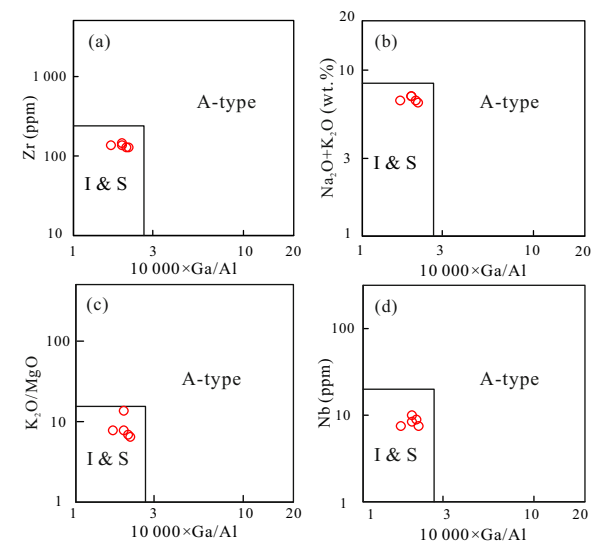 (a)
1 000
A-type
Zr (ppm)
100
I & S
10
1
3
10
20
10 000×Ga/Al
(b)
20
10
A-type
Na₂O+K₂O (wt.%)
3
I & S
1
1
3
10
20
10 000×Ga/Al
(c)
100
A-type
K₂O/MgO
10
I & S
1
1
3
10
20
10 000×Ga/Al
(d)
100
A-type
Nb (ppm)
10
I & S
1
1
3
10
20
10 000×Ga/Al